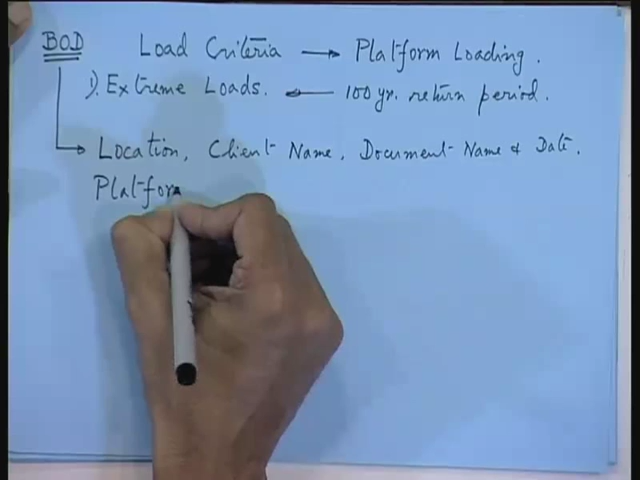 BOD Load Criteria → Platform Loading.
1). Extreme Loads. ← 100 yr. return period.
→ Location, Client Name, Document Name & Date.
Platfor